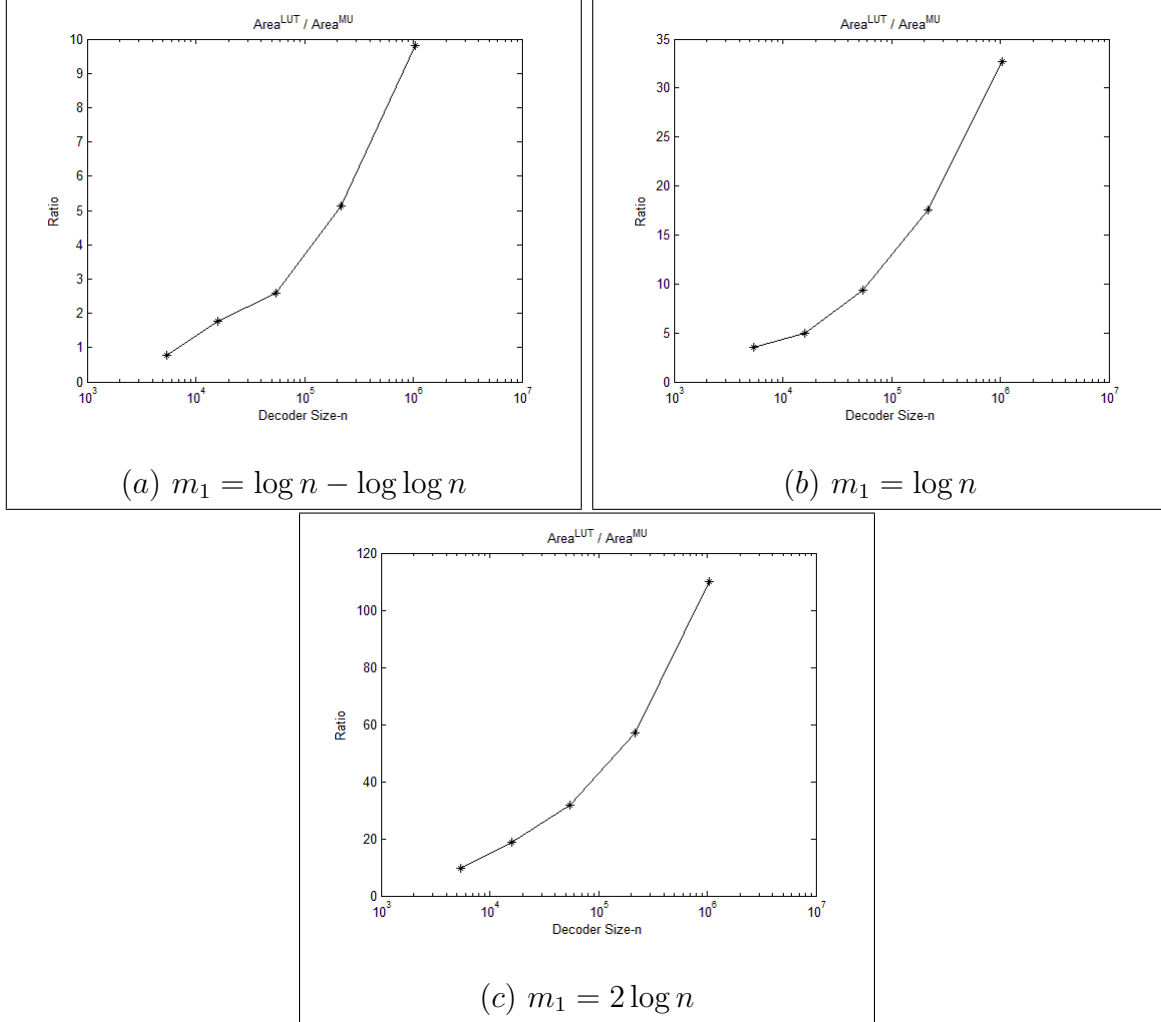 Area^LUT / Area^MU
10
9
8
7
6
5
4
3
2
1
0
Ratio
10^3 10^4 10^5 10^6 10^7
Decoder Size-n
(a) m₁ = log n − log log n
Area^LUT / Area^MU
35
30
25
20
15
10
5
0
Ratio
10^3 10^4 10^5 10^6 10^7
Decoder Size-n
(b) m₁ = log n
Area^LUT / Area^MU
120
100
80
60
40
20
0
Ratio
10^3 10^4 10^5 10^6 10^7
Decoder Size-n
(c) m₁ = 2 log n